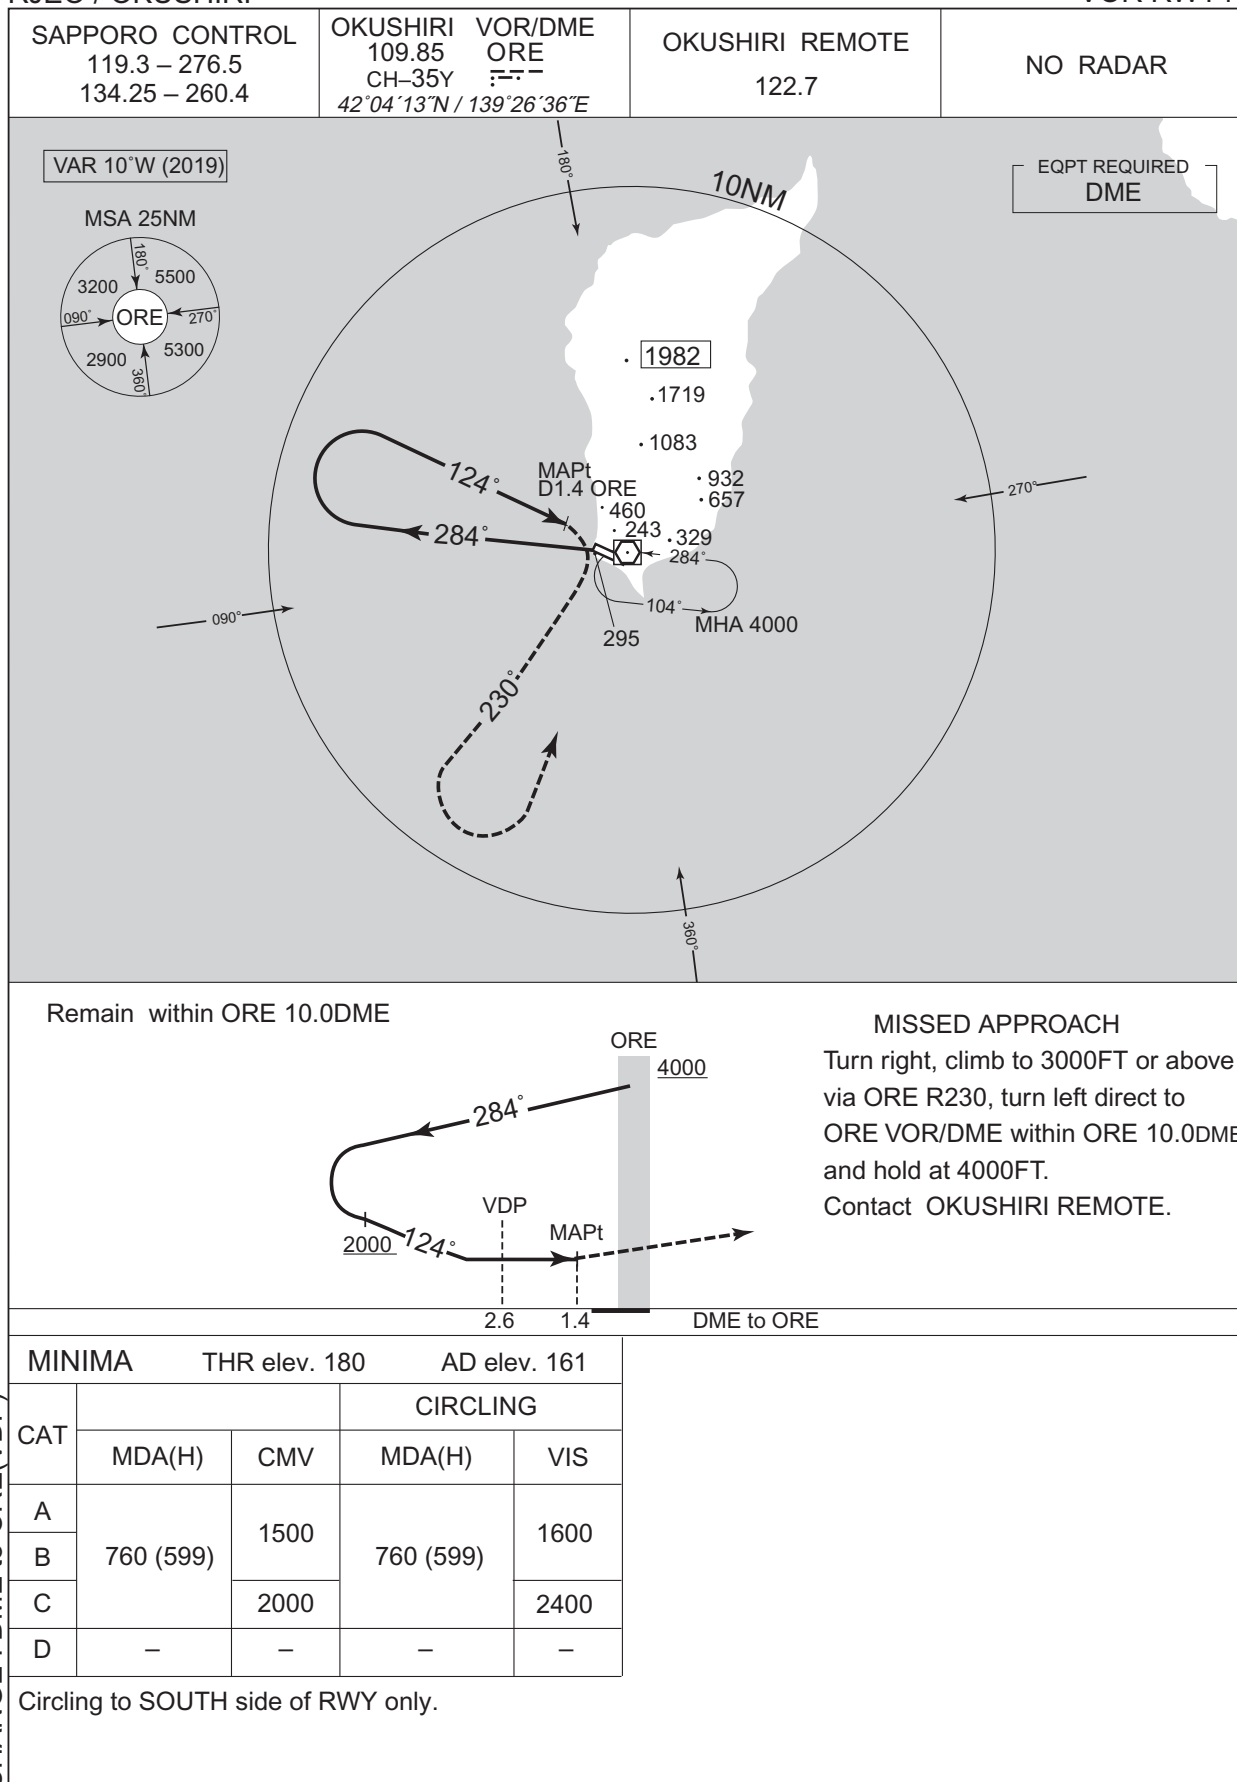 RJEO / OKUSHIRI
VOR RWY
SAPPORO CONTROL
119.3 – 276.5
134.25 – 260.4
OKUSHIRI VOR/DME
109.85 ORE
CH–35Y
42°04´13˝N / 139°26´36˝E
OKUSHIRI REMOTE
122.7
NO RADAR
VAR 10°W (2019)
MSA 25NM
180°
3200
5500
090°
ORE
270°
2900
5300
360°
180°
10NM
EQPT REQUIRED
DME
1982
1719
1083
124°
MAPt
D1.4 ORE
932
657
460
270°
284°
243
329
284°
090°
104°
MHA 4000
295
230°
360°
Remain within ORE 10.0DME
ORE
4000
284°
VDP
MAPt
2000
124°
2.6
1.4
DME to ORE
MISSED APPROACH
Turn right, climb to 3000FT or above
via ORE R230, turn left direct to
ORE VOR/DME within ORE 10.0DME
and hold at 4000FT.
Contact OKUSHIRI REMOTE.
MINIMA THR elev. 180 AD elev. 161
CAT
CIRCLING
MDA(H) CMV MDA(H) VIS
A
B
C
D
760 (599)
1500
2000
760 (599)
1600
2400
– – – –
Circling to SOUTH side of RWY only.